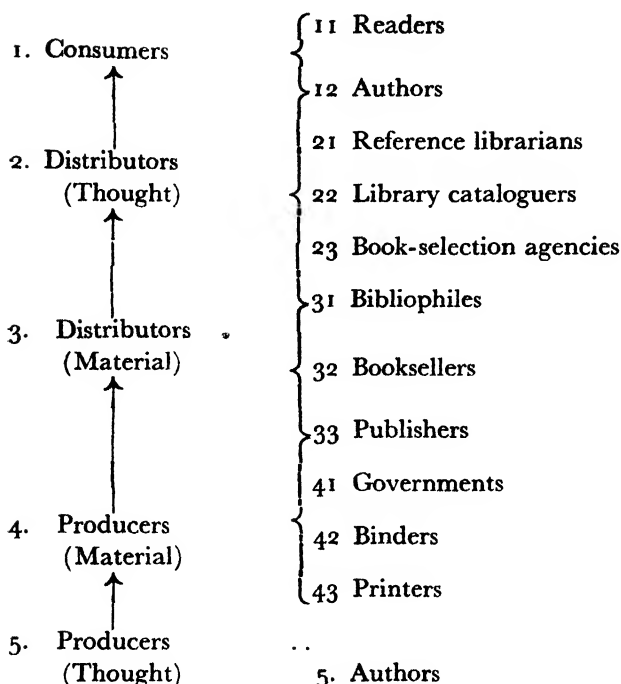 1. Consumers
2. Distributors
(Thought)
3. Distributors
(Material)
4. Producers
(Material)
5. Producers
(Thought)
11 Readers
12 Authors
21 Reference librarians
22 Library cataloguers
23 Book-selection agencies
31 Bibliophiles
32 Booksellers
33 Publishers
41 Governments
42 Binders
43 Printers
5. Authors